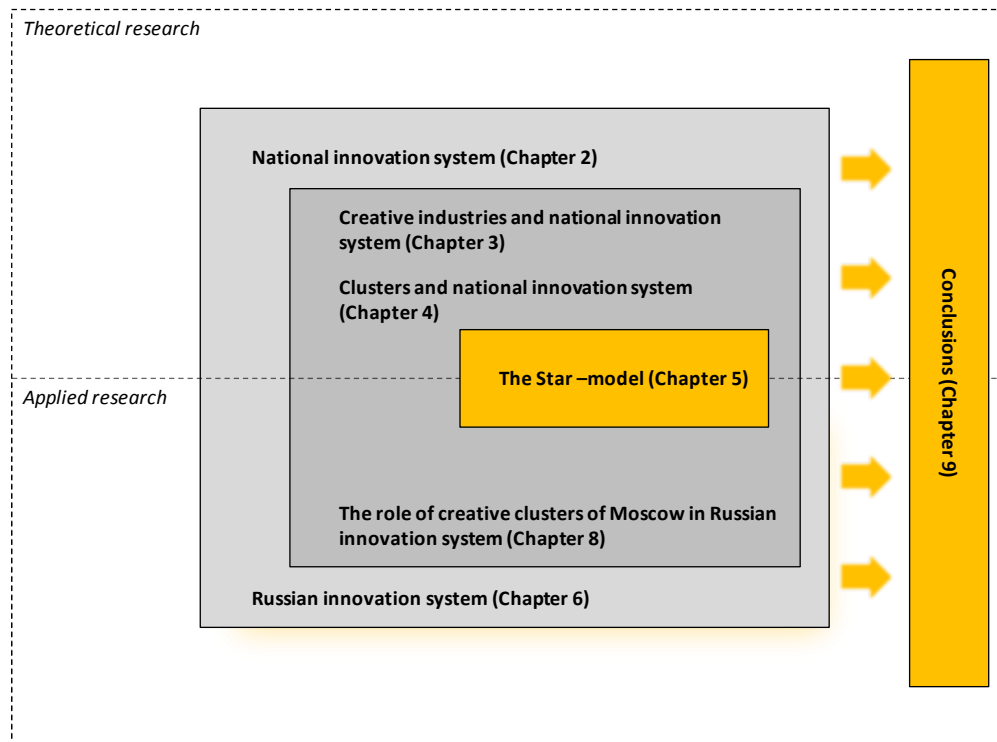 Theoretical research
National innovation system (Chapter 2)
Creative industries and national innovation
system (Chapter 3)
Clusters and national innovation system
(Chapter 4)
The Star –model (Chapter 5)
Applied research
The role of creative clusters of Moscow in Russian
innovation system (Chapter 8)
Russian innovation system (Chapter 6)
Conclusions (Chapter 9)